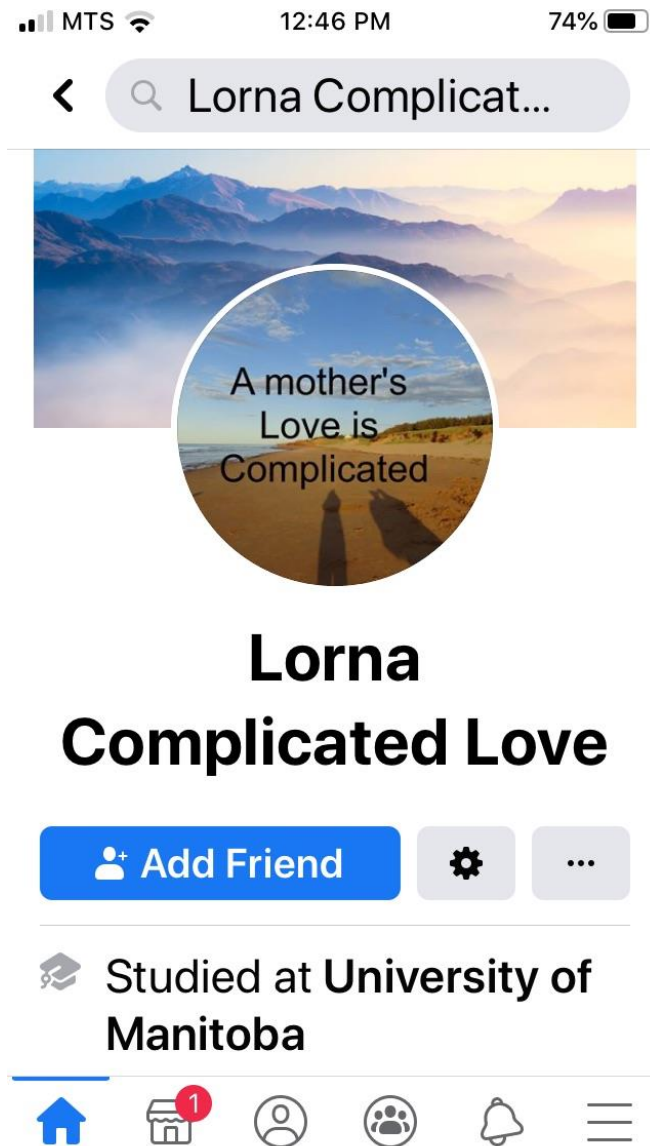 MTS 12:46 PM 74%
Lorna Complicat...
A mother's
Love is
Complicated
Lorna
Complicated Love
Add Friend
...
Studied at University of
Manitoba
1